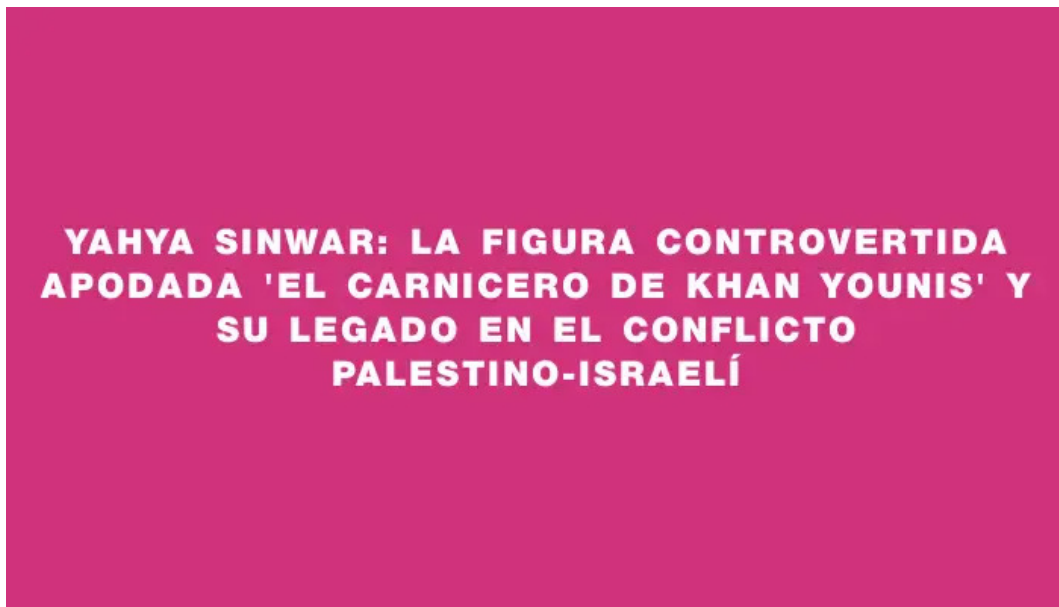 YAHYA SINWAR: LA FIGURA CONTROVERTIDA
APODADA 'EL CARNICERO DE KHAN YOUNIS' Y
SU LEGADO EN EL CONFLICTO
PALESTINO-ISRAELÍ